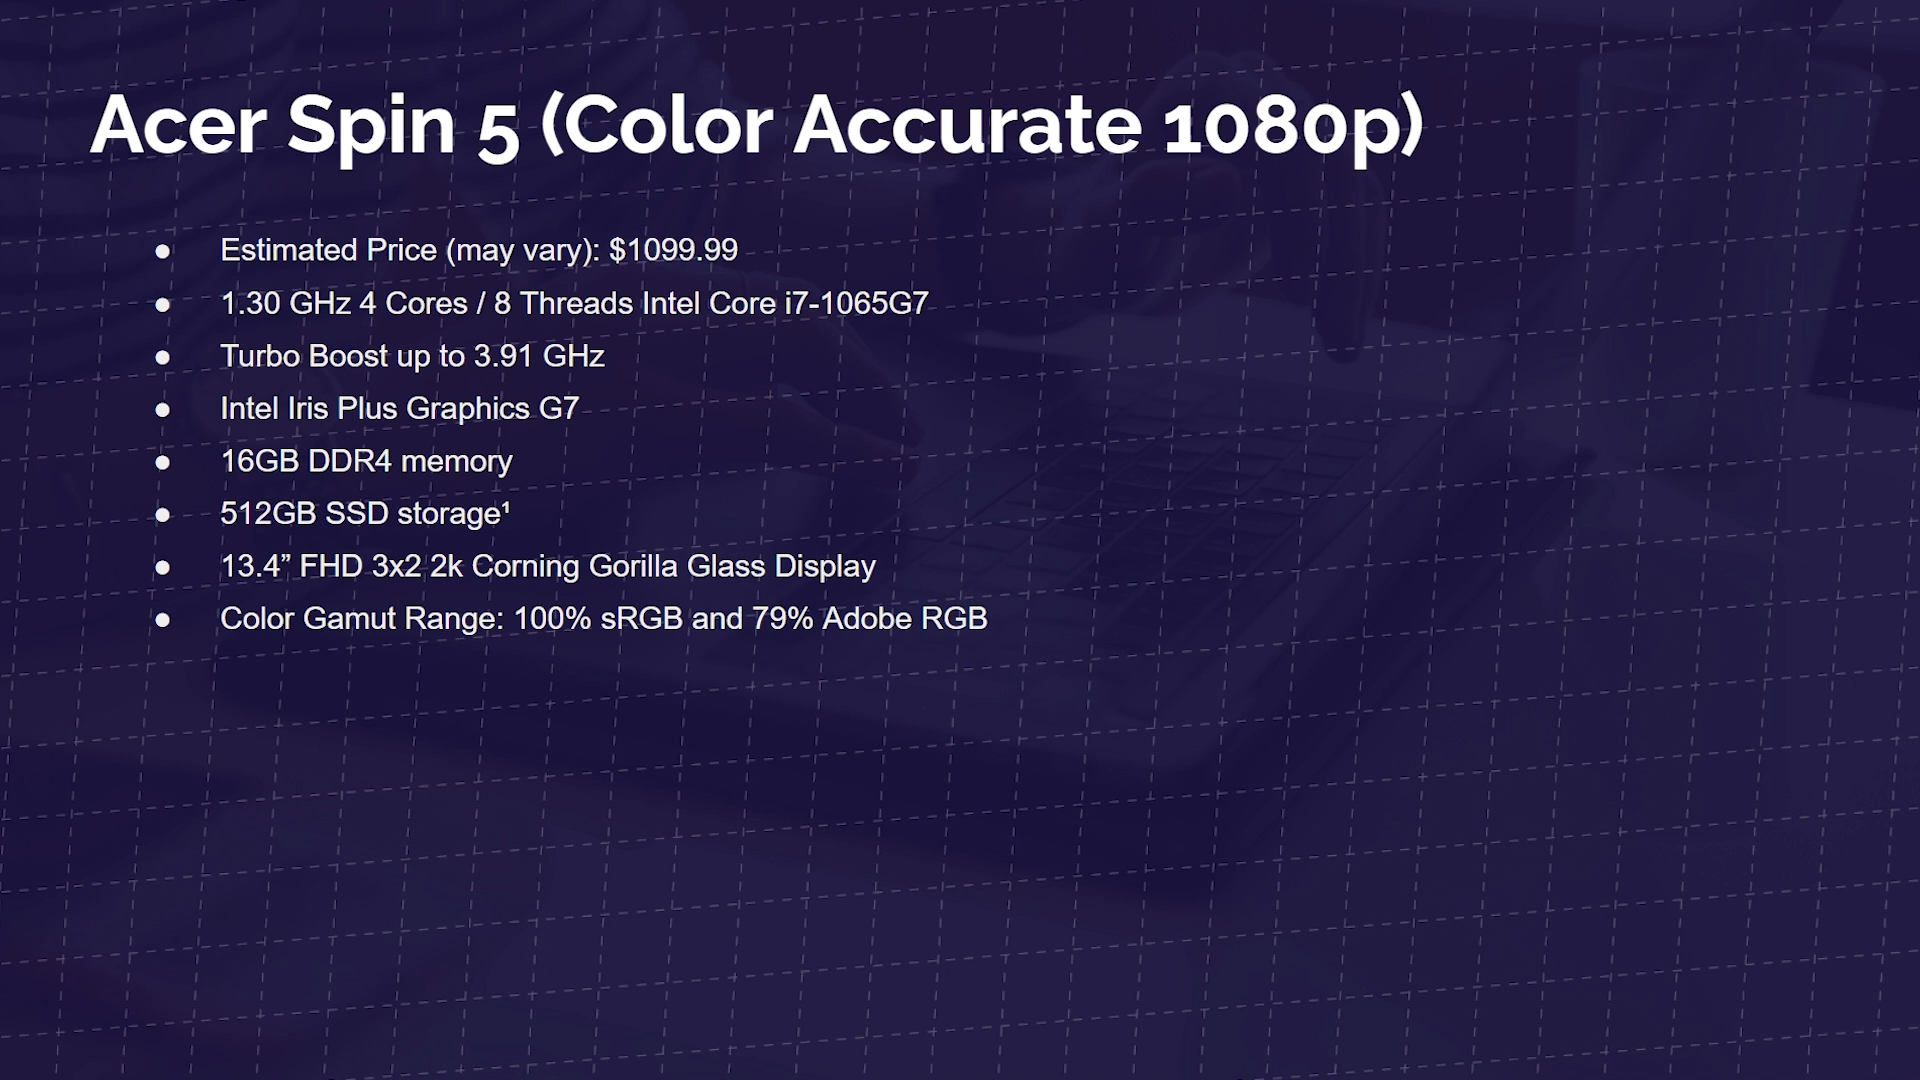 Acer Spin 5 (Color Accurate 1080p)
● Estimated Price (may vary): $1099.99
● 1.30 GHz 4 Cores / 8 Threads Intel Core i7-1065G7
● Turbo Boost up to 3.91 GHz
● Intel Iris Plus Graphics G7
● 16GB DDR4 memory
● 512GB SSD storage¹
● 13.4” FHD 3x2 2k Corning Gorilla Glass Display
● Color Gamut Range: 100% sRGB and 79% Adobe RGB